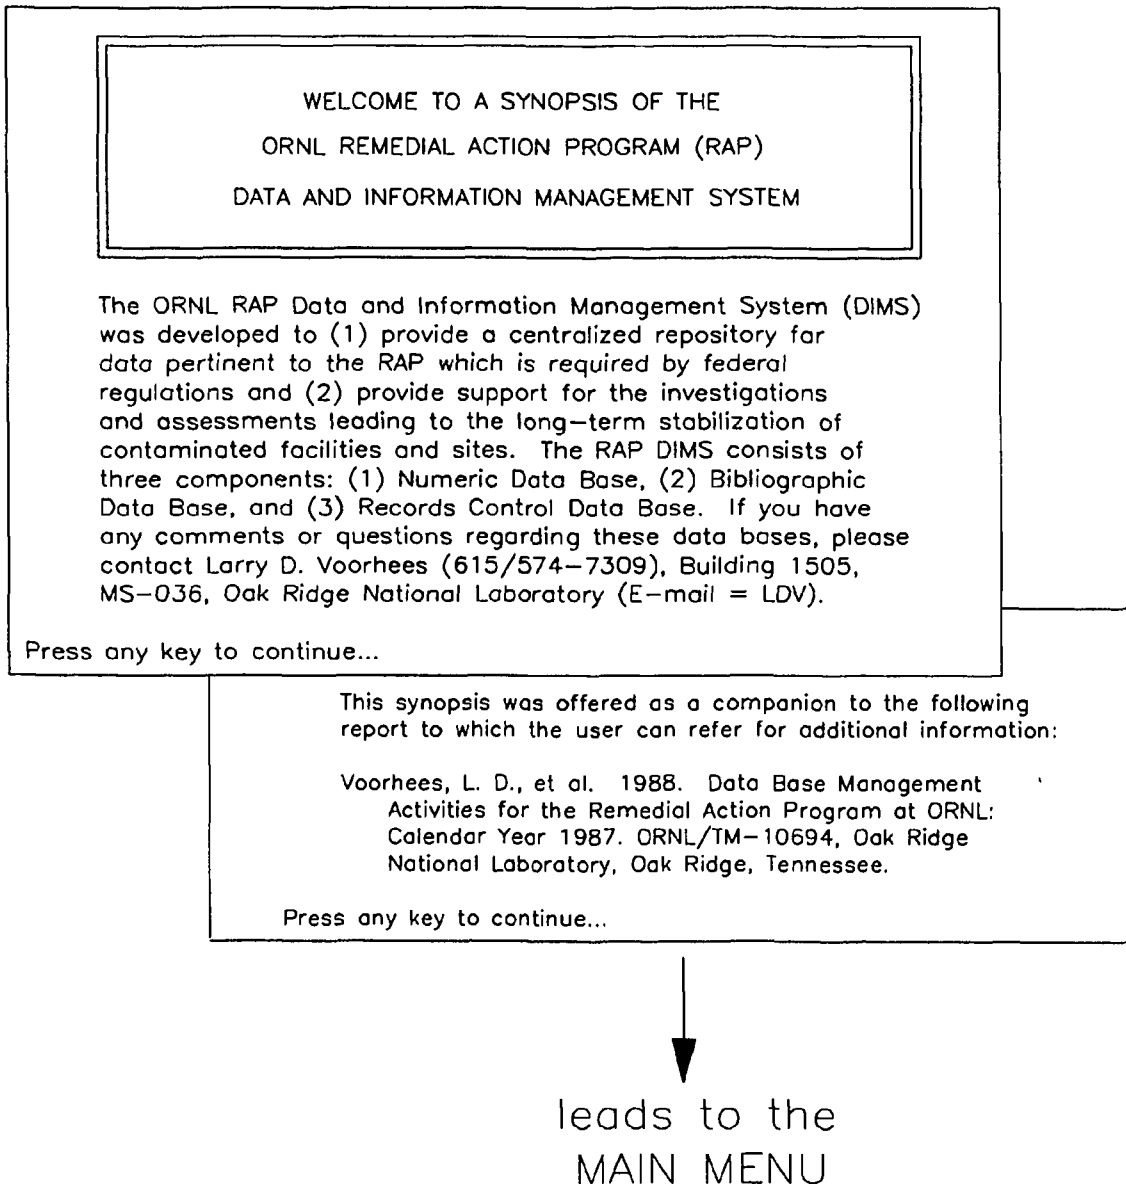 WELCOME TO A SYNOPSIS OF THE
ORNL REMEDIAL ACTION PROGRAM (RAP)
DATA AND INFORMATION MANAGEMENT SYSTEM
The ORNL RAP Data and Information Management System (DIMS)
was developed to (1) provide a centralized repository for
data pertinent to the RAP which is required by federal
regulations and (2) provide support for the investigations
and assessments leading to the long-term stabilization of
contaminated facilities and sites. The RAP DIMS consists of
three components: (1) Numeric Data Base, (2) Bibliographic
Data Base, and (3) Records Control Data Base. If you have
any comments or questions regarding these data bases, please
contact Larry D. Voorhees (615/574-7309), Building 1505,
MS-036, Oak Ridge National Laboratory (E-mail = LDV).
Press any key to continue...
This synopsis was offered as a companion to the following
report to which the user can refer for additional information:
Voorhees, L. D., et al. 1988. Data Base Management
Activities for the Remedial Action Program at ORNL:
Calendar Year 1987. ORNL/TM-10694, Oak Ridge
National Laboratory, Oak Ridge, Tennessee.
Press any key to continue...
leads to the
MAIN MENU